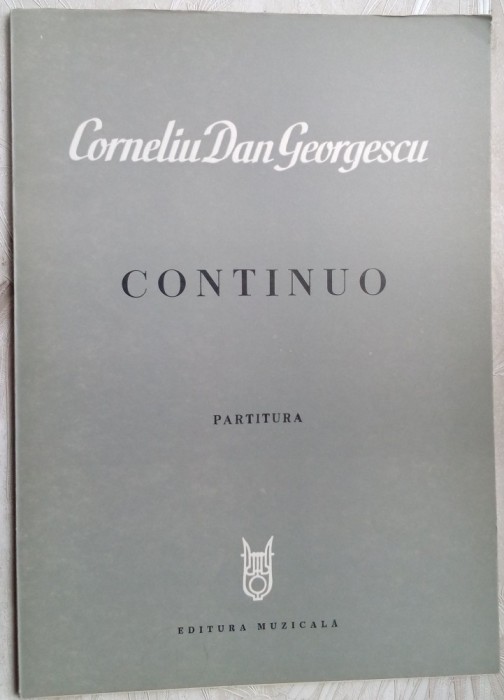 Corneliu Dan Georgescu
CONTINUO
PARTITURA
EDITURA MUZICALĂ